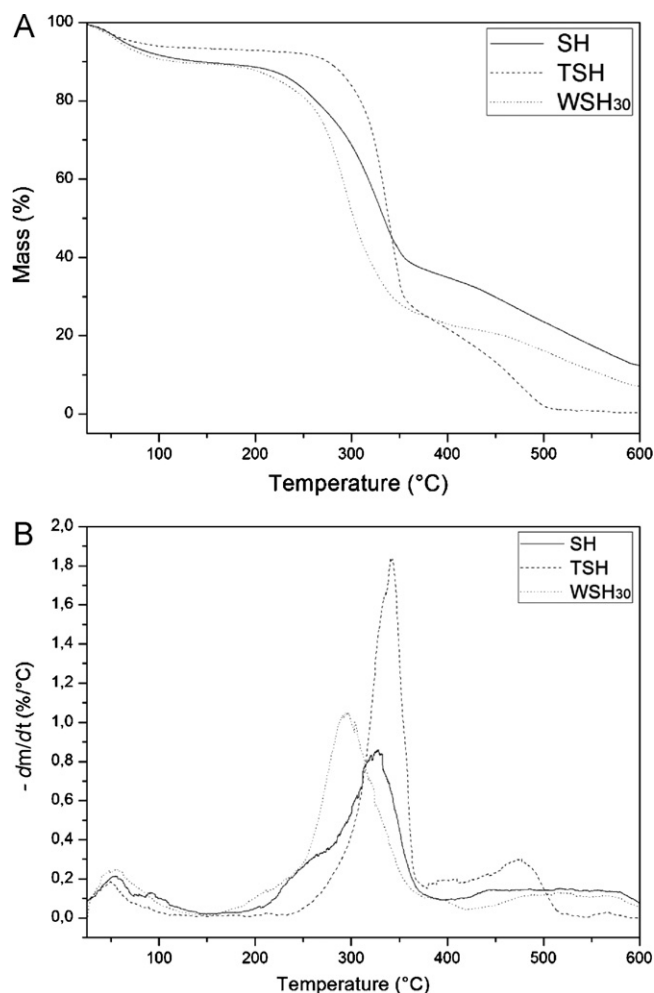 A
100
80
60
40
20
0
Mass (%)
SH
TSH
WSH30
100 200 300 400 500 600
Temperature (°C)
B
2,0
1,8
1,6
1,4
1,2
1,0
0,8
0,6
0,4
0,2
0,0
- dm/dt (%/°C)
SH
TSH
WSH30
100 200 300 400 500 600
Temperature (°C)